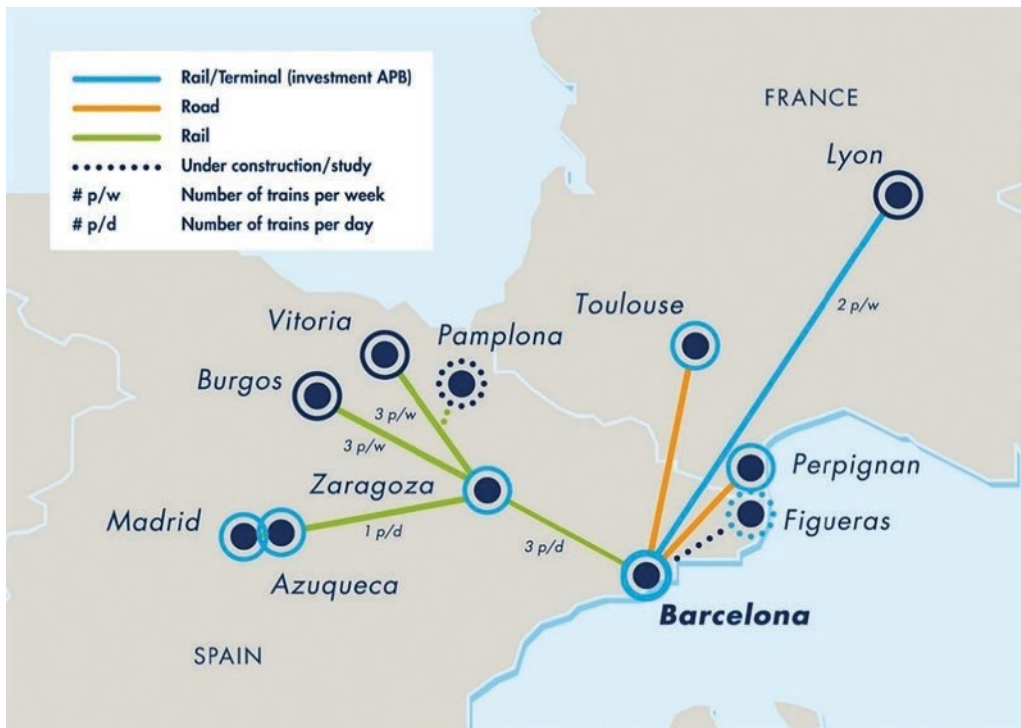 Rail/Terminal (investment APB)
Road
Rail
Under construction/study
# p/w Number of trains per week
# p/d Number of trains per day
FRANCE
Lyon
2 p/w
Toulouse
Vitoria
Pamplona
Burgos
3 p/w
3 p/w
Zaragoza
Perpignan
Madrid
1 p/d
Figueras
3 p/d
Azuqueca
Barcelona
SPAIN